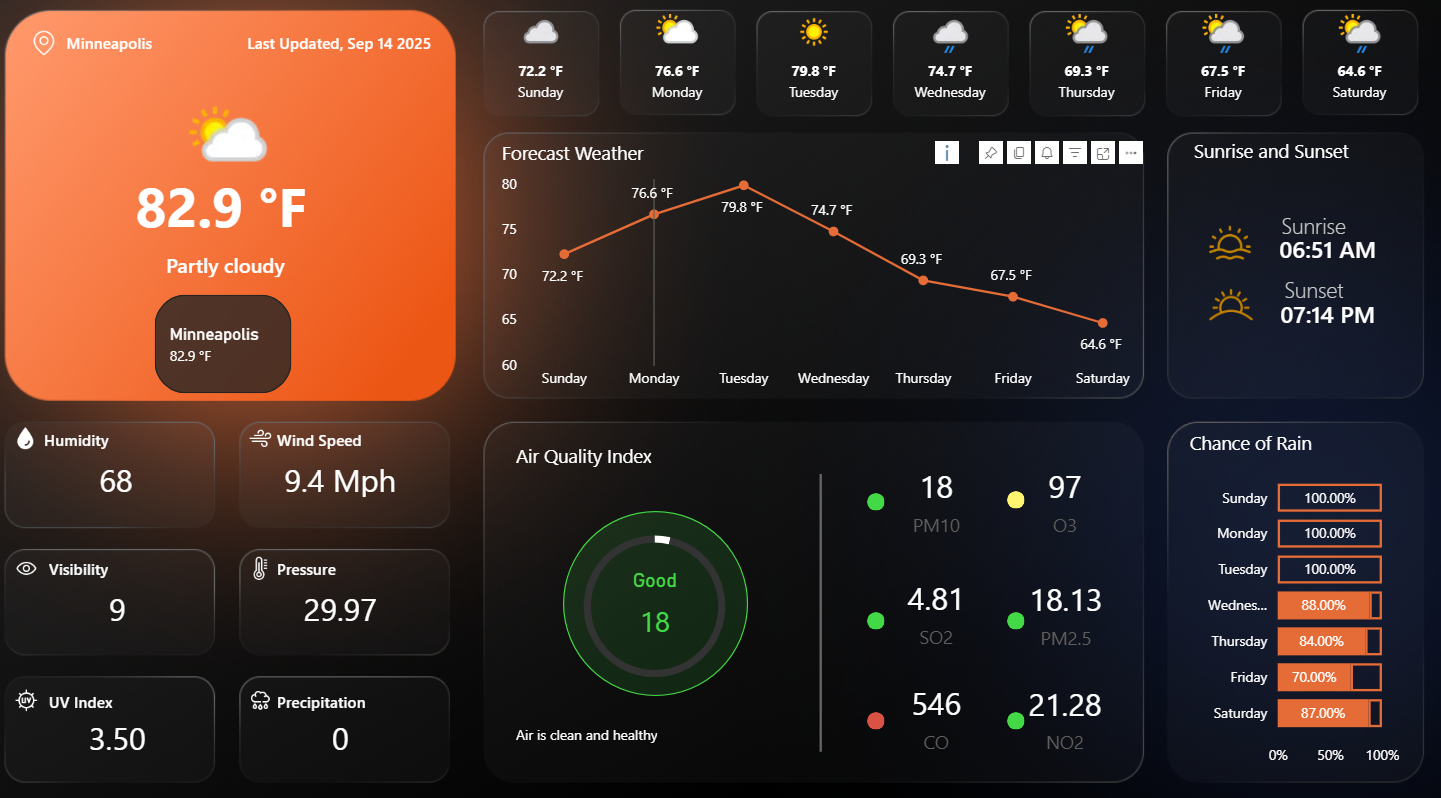 Minneapolis
Last Updated, Sep 14 2025
82.9 °F
Partly cloudy
Minneapolis
82.9 °F
72.2 °F
Sunday
76.6 °F
Monday
79.8 °F
Tuesday
74.7 °F
Wednesday
69.3 °F
Thursday
67.5 °F
Friday
64.6 °F
Saturday
Forecast Weather
i
80
75
70
65
60
72.2 °F
76.6 °F
79.8 °F
74.7 °F
69.3 °F
67.5 °F
64.6 °F
Sunday
Monday
Tuesday
Wednesday
Thursday
Friday
Saturday
Sunrise and Sunset
Sunrise
06:51 AM
Sunset
07:14 PM
Humidity
68
Wind Speed
9.4 Mph
Visibility
9
Pressure
29.97
UV
UV Index
3.50
Precipitation
0
Air Quality Index
Good
18
Air is clean and healthy
18
PM10
97
O3
4.81
SO2
18.13
PM2.5
546
CO
21.28
NO2
Chance of Rain
Sunday 100.00%
Monday 100.00%
Tuesday 100.00%
Wednes... 88.00%
Thursday 84.00%
Friday 70.00%
Saturday 87.00%
0% 50% 100%